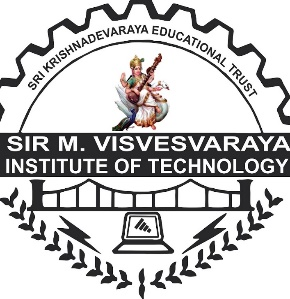 SRI KRISHNADEVARAYA EDUCATIONAL TRUST
SIR M. VISVESVARAYA
INSTITUTE OF TECHNOLOGY